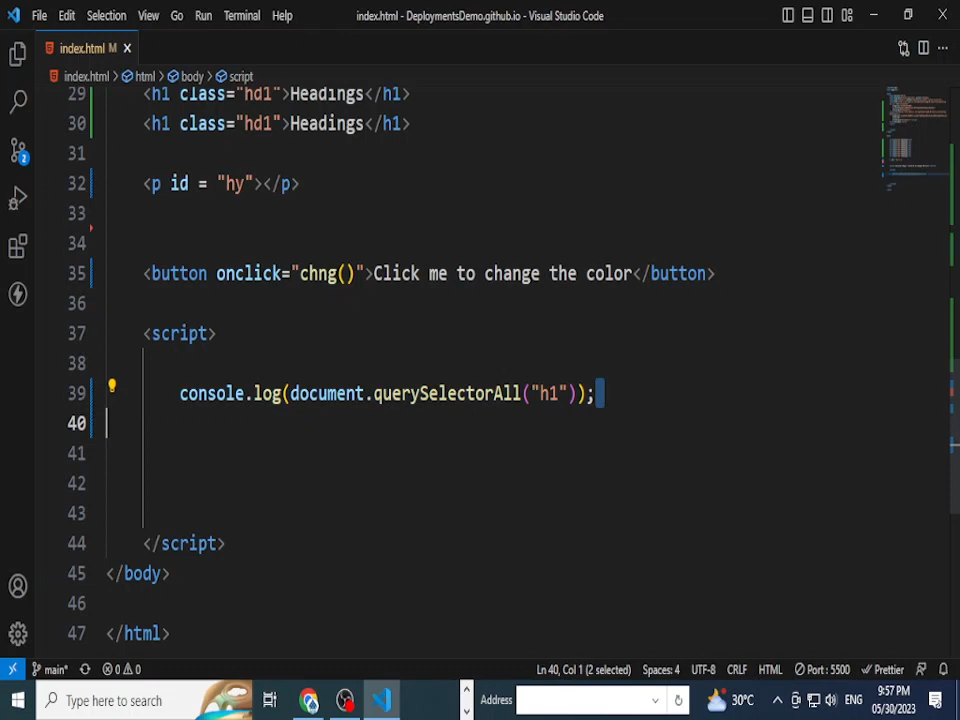 File Edit Selection View Go Run Terminal Help index.html - DeploymentsDemo.github.io - Visual Studio Code
index.html M
index.html > html > body > script
29 <h1 class="hd1">Headings</h1>
30 <h1 class="hd1">Headings</h1>
31
32 <p id = "hy"></p>
33
34
35 <button onclick="chng()">Click me to change the color</button>
36
37 <script>
38
39 console.log(document.querySelectorAll("h1"));
40
41
42
43
44 </script>
45 </body>
46
47 </html>
2
main* 0 0 Ln 40, Col 1 (2 selected) Spaces: 4 UTF-8 CRLF HTML Port : 5500 Prettier
Type here to search Address 30°C ENG 9:57 PM
05/30/2023